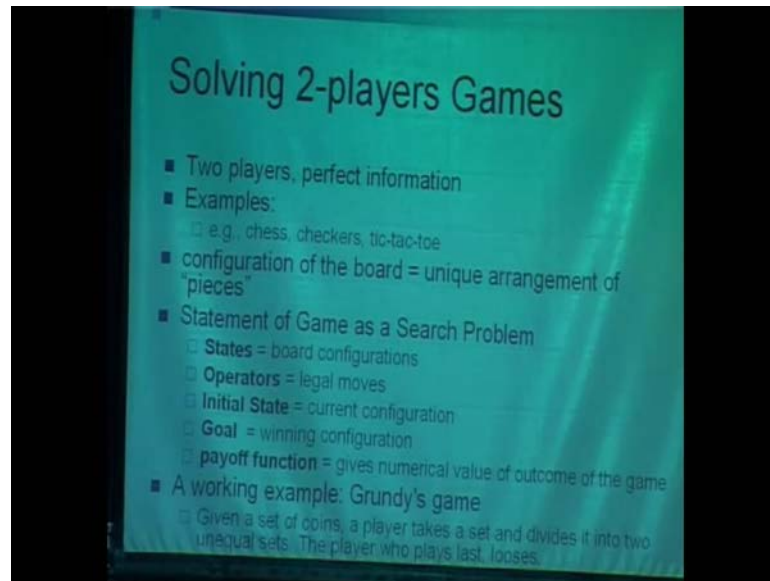 Solving 2-players Games
Two players, perfect information
Examples:
e.g., chess, checkers, tic-tac-toe
configuration of the board = unique arrangement of
"pieces"
Statement of Game as a Search Problem
States = board configurations
Operators = legal moves
Initial State = current configuration
Goal = winning configuration
payoff function = gives numerical value of outcome of the game
A working example: Grundy's game
Given a set of coins, a player takes a set and divides it into two
unequal sets. The player who plays last, looses.